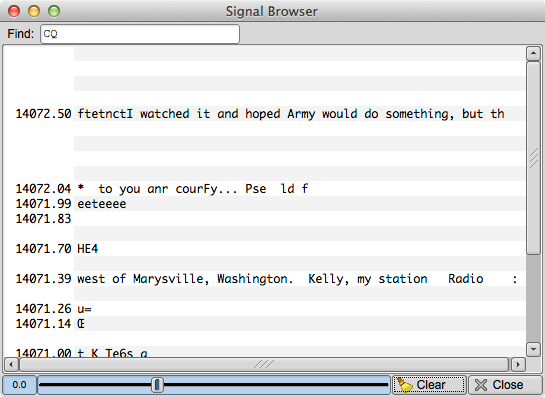 Signal Browser
Find: CQ
14072.50 ftetnctI watched it and hoped Army would do something, but th
14072.04 *  to you anr courFy... Pse  ld f
14071.99 eeteeee
14071.83
14071.70 HE4
14071.39 west of Marysville, Washington.  Kelly, my station   Radio   :
14071.26 u=
14071.14 Œ
14071.00 t K Te6s a
0.0 Clear Close